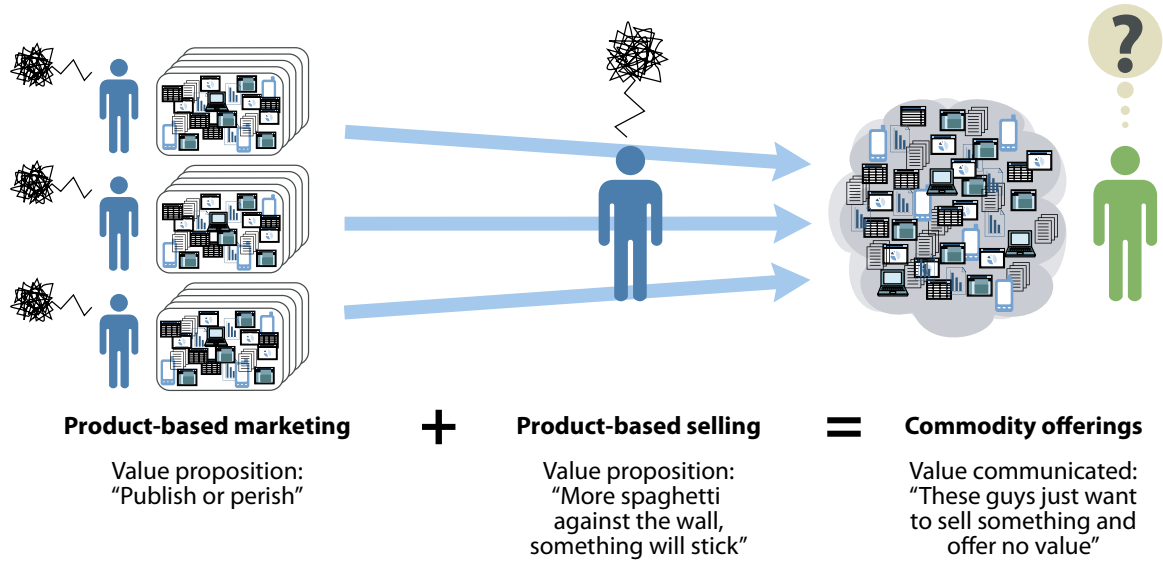 ?
Product-based marketing
+
Product-based selling
=
Commodity offerings
Value proposition:
“Publish or perish”
Value proposition:
“More spaghetti
against the wall,
something will stick”
Value communicated:
“These guys just want
to sell something and
offer no value”